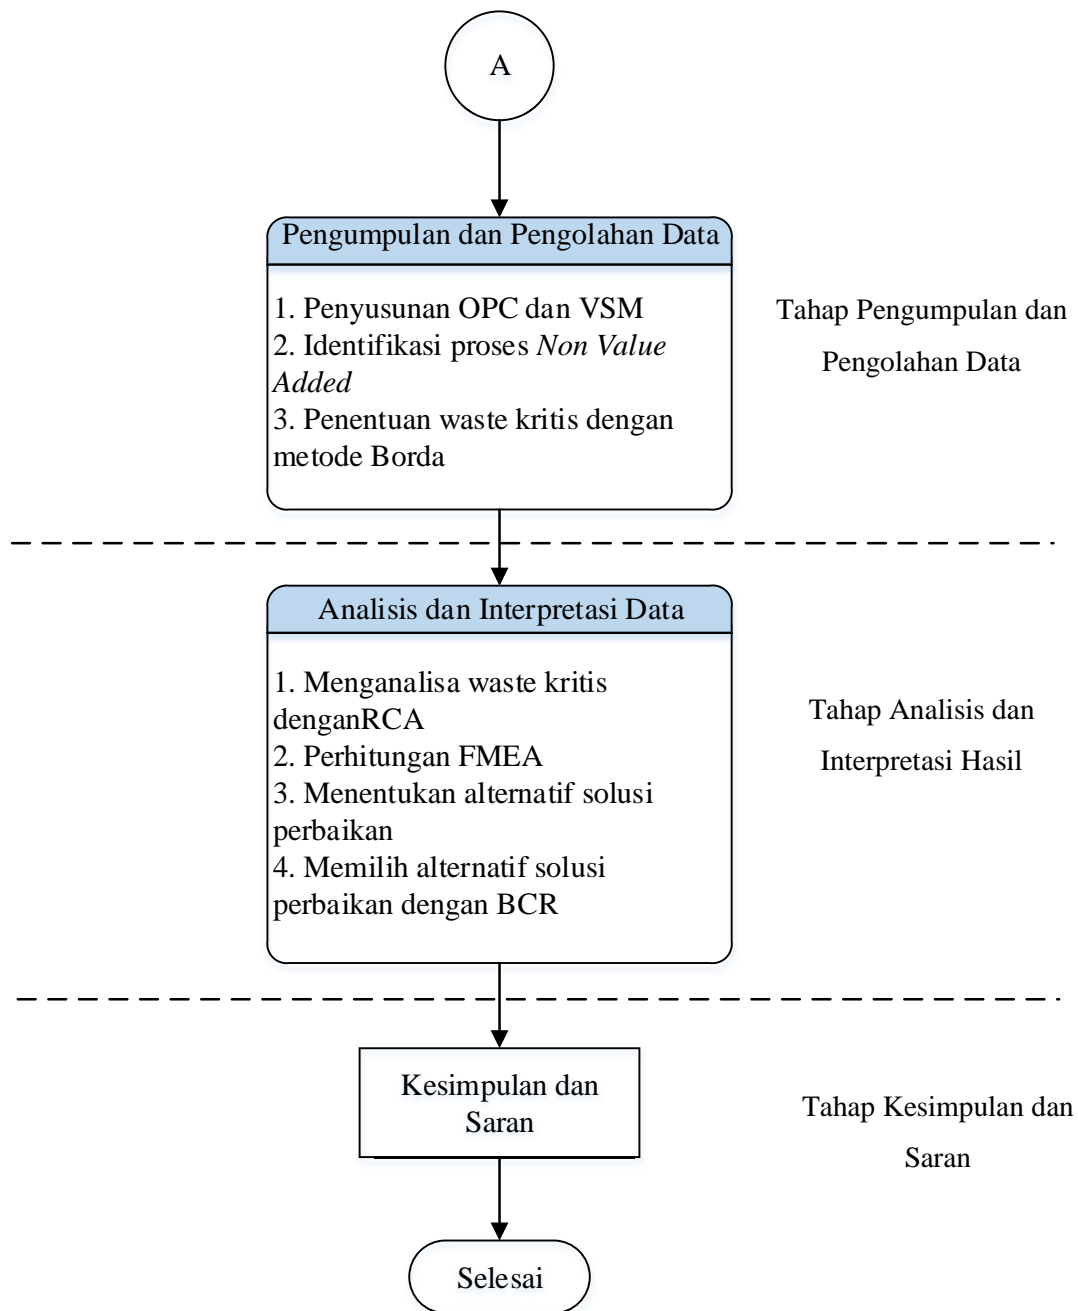 A
Pengumpulan dan Pengolahan Data
1. Penyusunan OPC dan VSM
2. Identifikasi proses Non Value
Added
3. Penentuan waste kritis dengan
metode Borda
Tahap Pengumpulan dan
Pengolahan Data
Analisis dan Interpretasi Data
1. Menganalisa waste kritis
denganRCA
2. Perhitungan FMEA
3. Menentukan alternatif solusi
perbaikan
4. Memilih alternatif solusi
perbaikan dengan BCR
Tahap Analisis dan
Interpretasi Hasil
Kesimpulan dan
Saran
Tahap Kesimpulan dan
Saran
Selesai